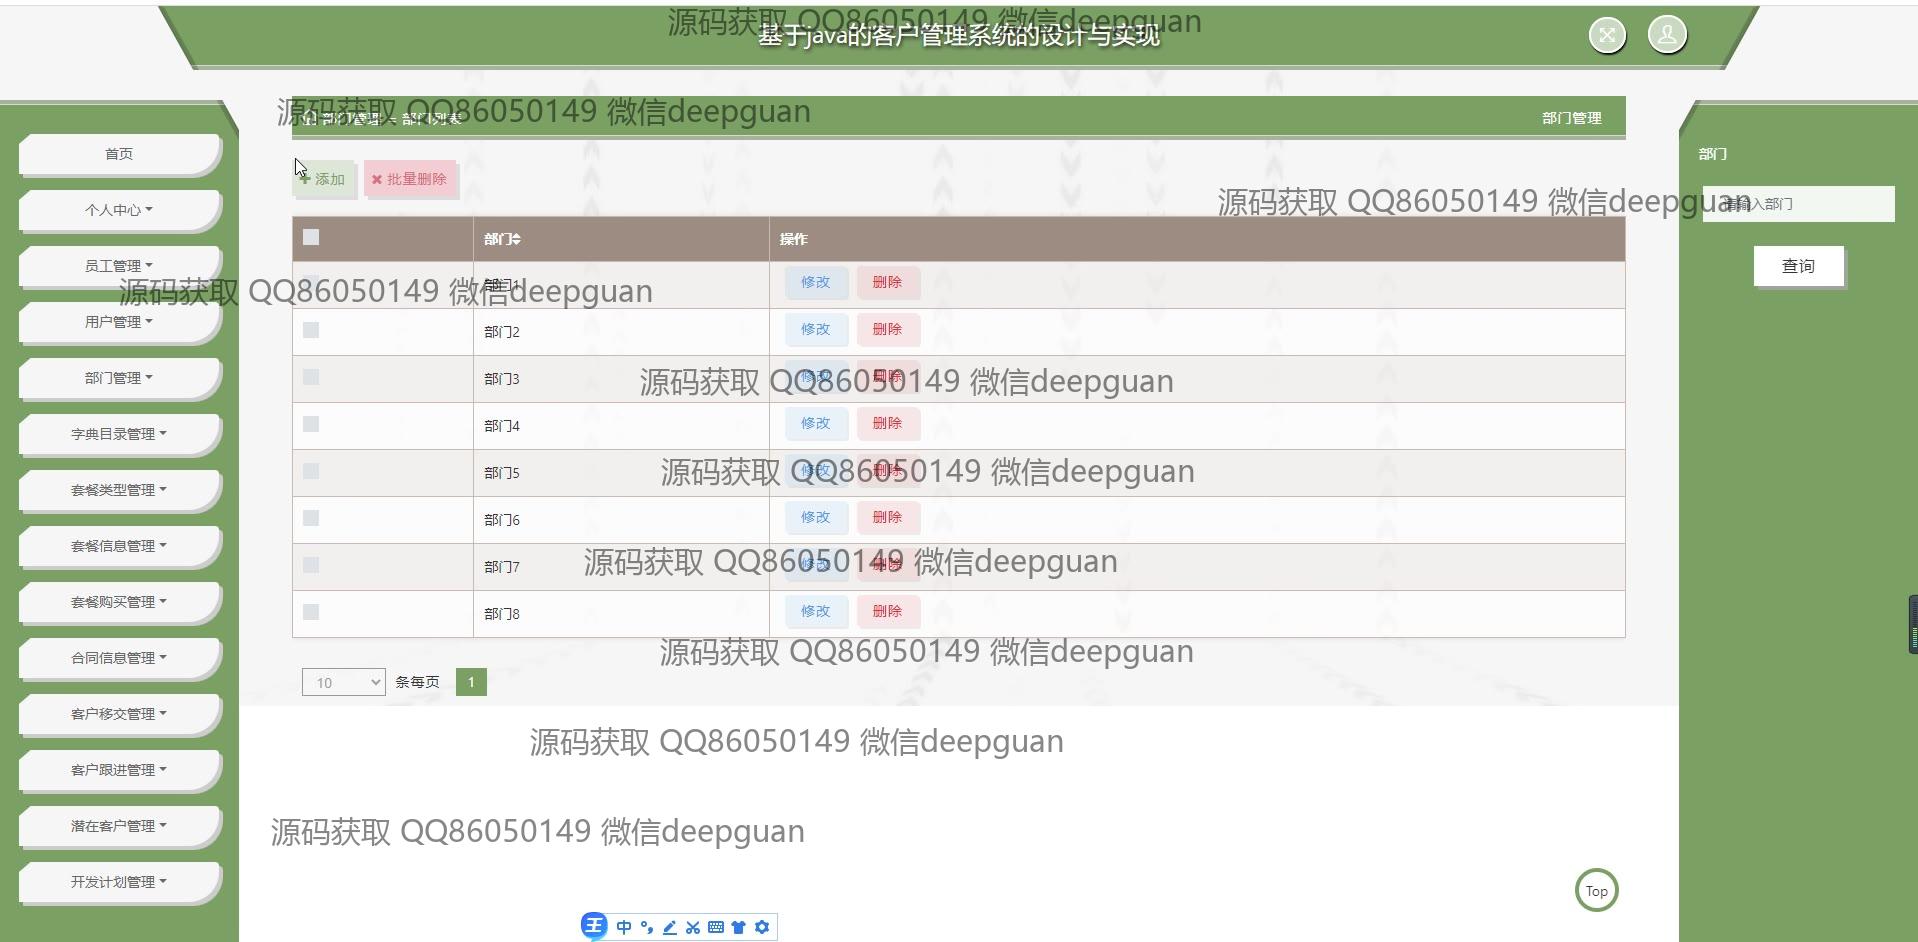 源码获取 QQ86050149 微信deepguan
基于java的客户管理系统的设计与实现
源码获取 QQ86050149 微信deepguan
部门管理 部门列表
部门管理
首页
个人中心
员工管理
用户管理
部门管理
字典目录管理
套餐类型管理
套餐信息管理
套餐购买管理
合同信息管理
客户移交管理
客户跟进管理
潜在客户管理
开发计划管理
添加 批量删除
源码获取 QQ86050149 微信deepguan
部门 操作
部门1 修改 删除
源码获取 QQ86050149 微信deepguan
部门2 修改 删除
部门3 修改 删除
源码获取 QQ86050149 微信deepguan
部门4 修改 删除
部门5 修改 删除
源码获取 QQ86050149 微信deepguan
部门6 修改 删除
部门7 修改 删除
源码获取 QQ86050149 微信deepguan
部门8 修改 删除
源码获取 QQ86050149 微信deepguan
10 条每页 1
源码获取 QQ86050149 微信deepguan
源码获取 QQ86050149 微信deepguan
部门
请输入部门
查询
Top
王 中